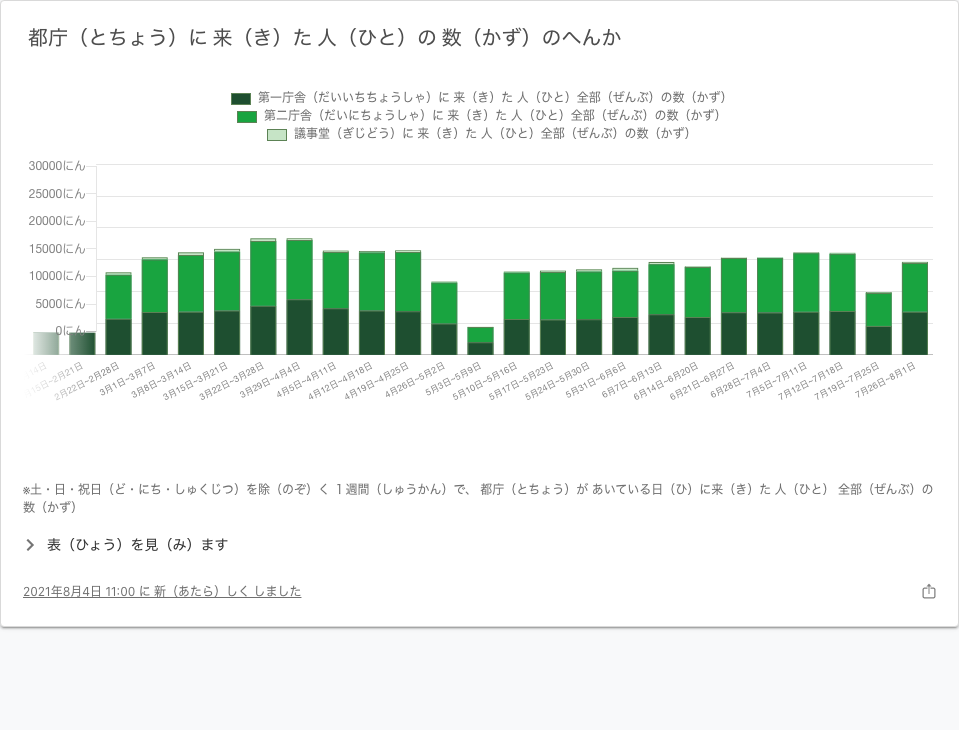 都庁（とちょう）に 来（き）た 人（ひと）の 数（かず）のへんか
第一庁舎（だいいちちょうしゃ）に 来（き）た 人（ひと）全部（ぜんぶ）の数（かず）
第二庁舎（だいにちょうしゃ）に 来（き）た 人（ひと）全部（ぜんぶ）の数（かず）
議事堂（ぎじどう）に 来（き）た 人（ひと）全部（ぜんぶ）の数（かず）
30000にん
25000にん
20000にん
15000にん
10000にん
5000にん
0にん
15日~2月21日
2月22日~2月28日
3月1日~3月7日
3月8日~3月14日
3月15日~3月21日
3月22日~3月28日
3月29日~4月4日
4月5日~4月11日
4月12日~4月18日
4月19日~4月25日
4月26日~5月2日
5月3日~5月9日
5月10日~5月16日
5月17日~5月23日
5月24日~5月30日
5月31日~6月6日
6月7日~6月13日
6月14日~6月20日
6月21日~6月27日
6月28日~7月4日
7月5日~7月11日
7月12日~7月18日
7月19日~7月25日
7月26日~8月1日
※土・日・祝日（ど・にち・しゅくじつ）を除（のぞ）く １週間（しゅうかん）で、 都庁（とちょう）が あいている日（ひ）に来（き）た 人（ひと） 全部（ぜんぶ）の
数（かず）
表（ひょう）を見（み）ます
2021年8月4日 11:00 に 新（あたら）しく しました